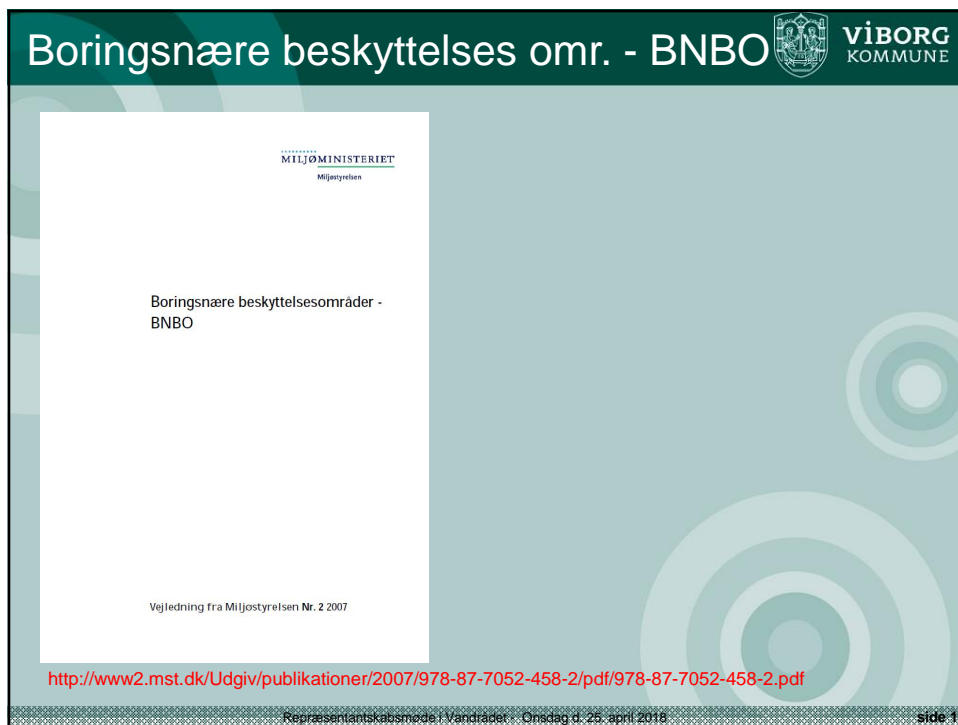 Boringsnære beskyttelses omr. - BNBO
VIBORG
KOMMUNE
MILJØMINISTERIET
Miljøstyrelsen
Boringsnære beskyttelsesområder -
BNBO
Vejledning fra Miljøstyrelsen Nr. 2 2007
http://www2.mst.dk/Udgiv/publikationer/2007/978-87-7052-458-2/pdf/978-87-7052-458-2.pdf
Repræsentantskabsmøde i Vandrådet - Onsdag d. 25. april 2018 side 1